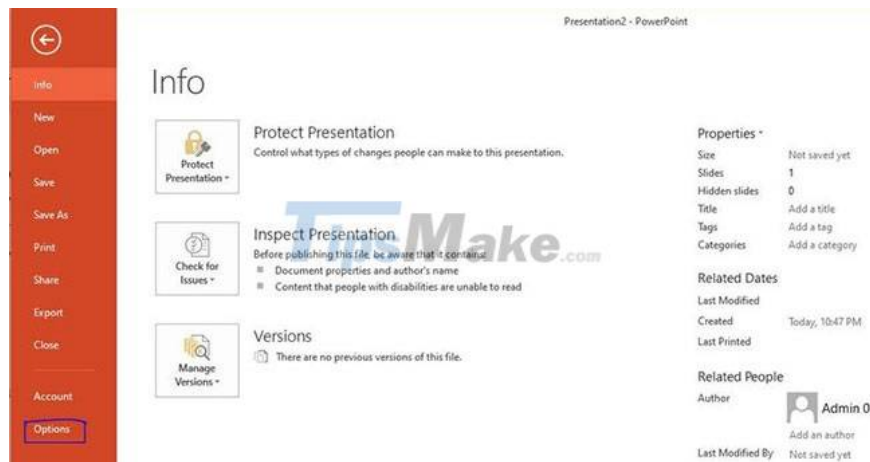 Presentation2 - PowerPoint
Info
New
Open
Save
Save As
Print
Share
Export
Close
Account
Options
Info
Protect
Presentation
Protect Presentation
Control what types of changes people can make to this presentation.
Check for
Issues
Inspect Presentation
Before publishing this file, be aware that it contains:
Document properties and author's name
Content that people with disabilities are unable to read
Manage
Versions
Versions
There are no previous versions of this file.
TipsMake.com
Properties
Size Not saved yet
Slides 1
Hidden slides 0
Title Add a title
Tags Add a tag
Categories Add a category
Related Dates
Last Modified
Created Today, 10:47 PM
Last Printed
Related People
Author Admin 0
Add an author
Last Modified By Not saved yet